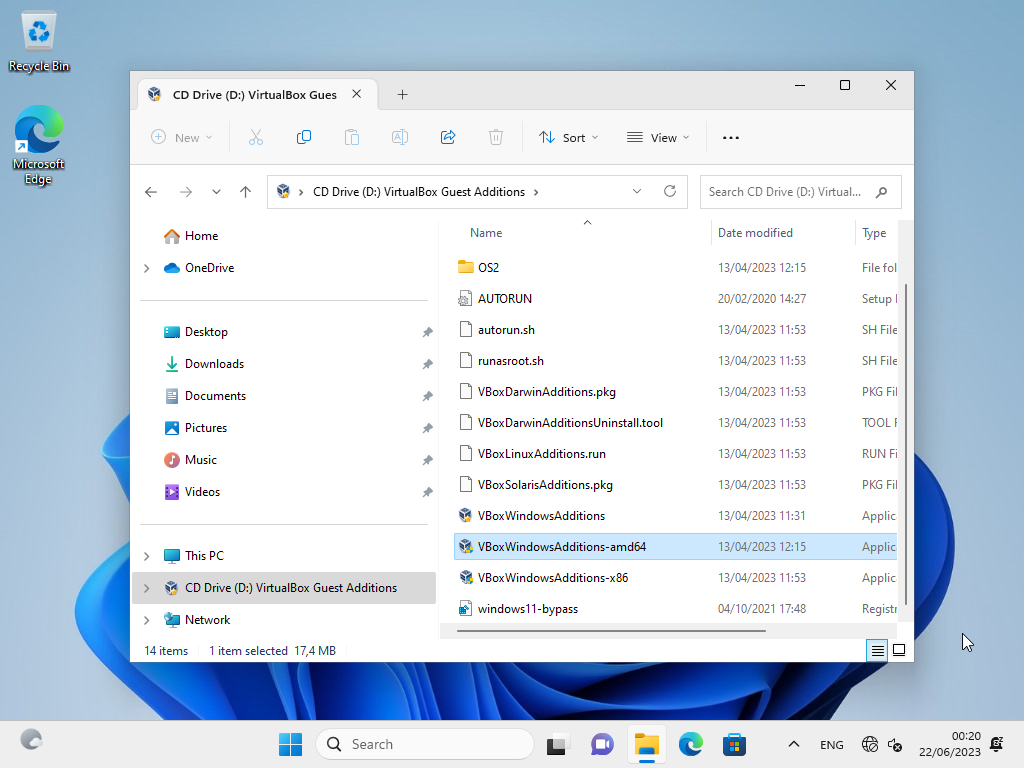 Recycle Bin
Microsoft
Edge
CD Drive (D:) VirtualBox Gues
New
Sort
View
CD Drive (D:) VirtualBox Guest Additions
Search CD Drive (D:) Virtual...
Home
OneDrive
Desktop
Downloads
Documents
Pictures
Music
Videos
This PC
CD Drive (D:) VirtualBox Guest Additions
Network
Name Date modified Type
OS2 13/04/2023 12:15 File fol
AUTORUN 20/02/2020 14:27 Setup
autorun.sh 13/04/2023 11:53 SH File
runasroot.sh 13/04/2023 11:53 SH File
VBoxDarwinAdditions.pkg 13/04/2023 11:53 PKG Fil
VBoxDarwinAdditionsUninstall.tool 13/04/2023 11:53 TOOL F
VBoxLinuxAdditions.run 13/04/2023 11:53 RUN Fi
VBoxSolarisAdditions.pkg 13/04/2023 11:53 PKG Fil
VBoxWindowsAdditions 13/04/2023 11:31 Applic
VBoxWindowsAdditions-amd64 13/04/2023 12:15 Applic
VBoxWindowsAdditions-x86 13/04/2023 11:53 Applic
windows11-bypass 04/10/2021 17:48 Registr
14 items 1 item selected 17,4 MB
Search
ENG
00:20
22/06/2023